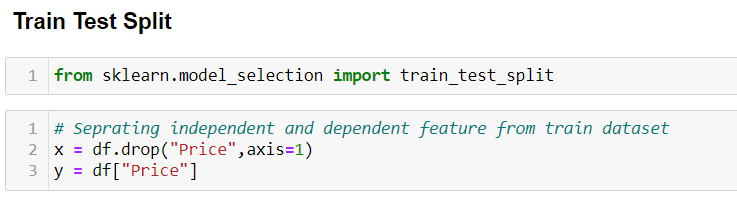 Train Test Split
1 from sklearn.model_selection import train_test_split
1 # Seprating independent and dependent feature from train dataset
2 x = df.drop("Price",axis=1)
3 y = df["Price"]